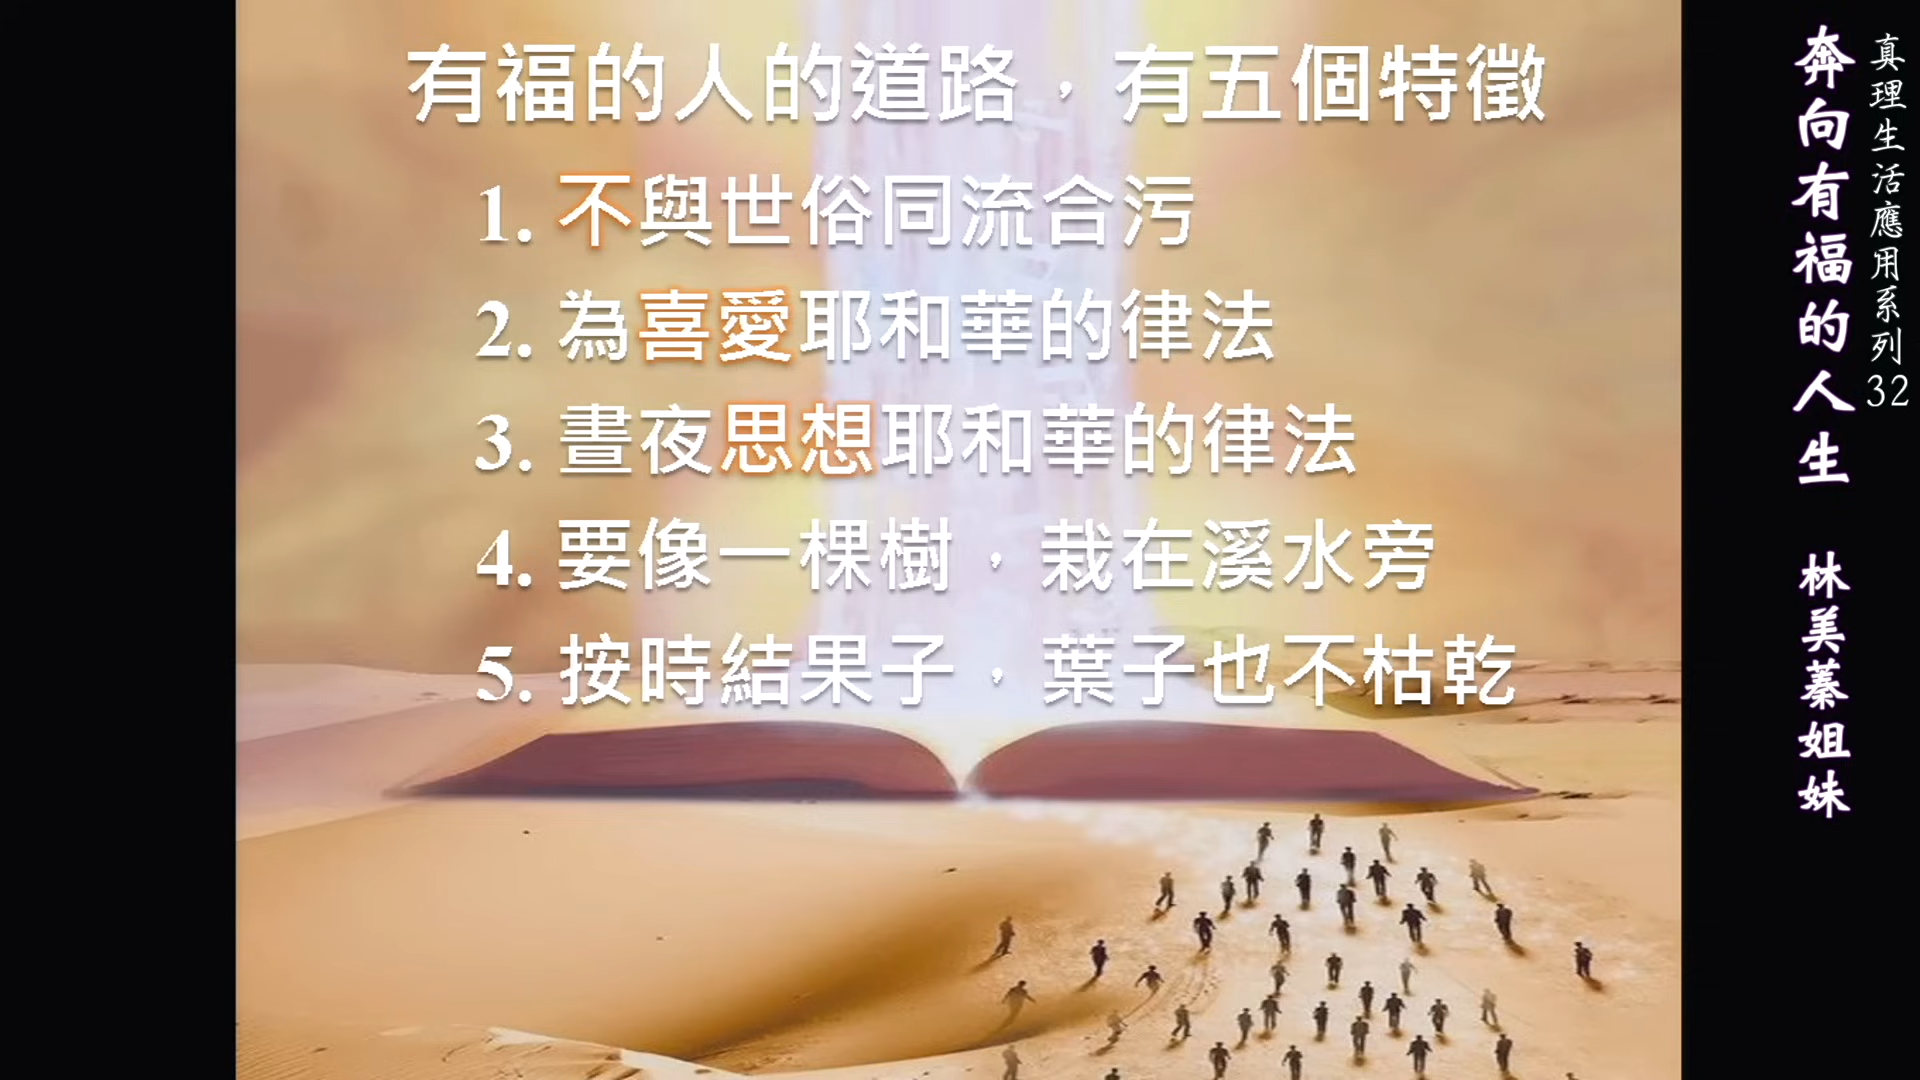 有福的人的道路，有五個特徵
1. 不與世俗同流合污
2. 為喜愛耶和華的律法
3. 晝夜思想耶和華的律法
4. 要像一棵樹，栽在溪水旁
5. 按時結果子，葉子也不枯乾
真理生活應用系列32
奔向有福的人生 林美蓁姐妹